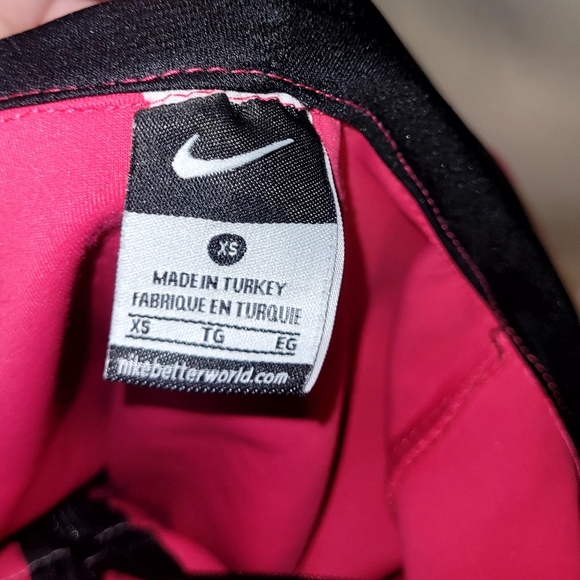 XS
MADE IN TURKEY
FABRIQUE EN TURQUIE
XS TG EG
nikebetterworld.com